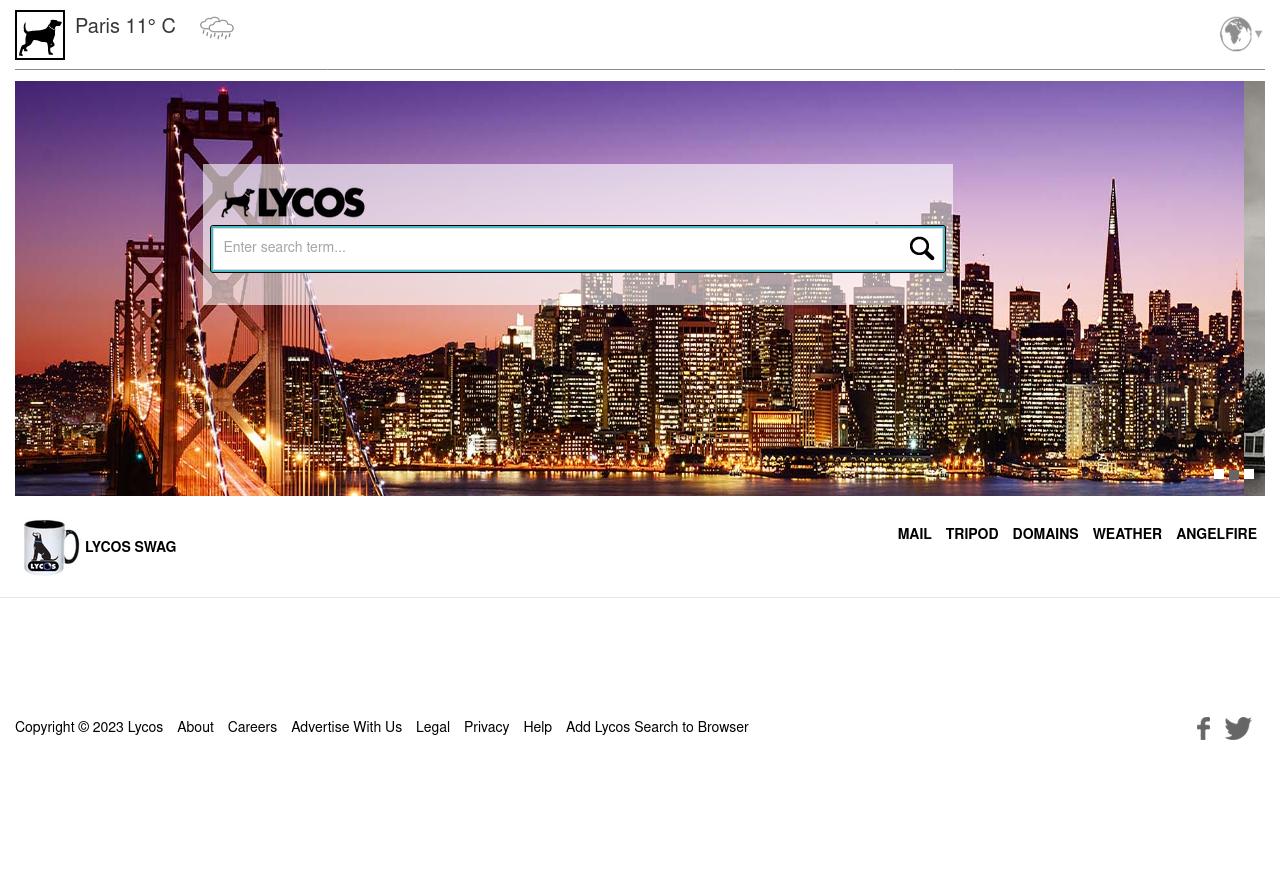 Paris 11° C
LYCOS
Enter search term...
LYCOS
LYCOS SWAG
MAIL TRIPOD DOMAINS WEATHER ANGELFIRE
Copyright © 2023 Lycos About Careers Advertise With Us Legal Privacy Help Add Lycos Search to Browser